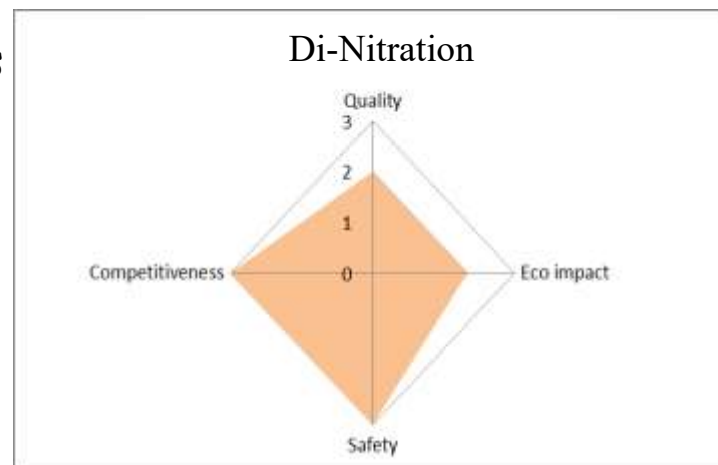 Di-Nitration
Quality
3
2
1
Competitiveness
0
Eco impact
Safety